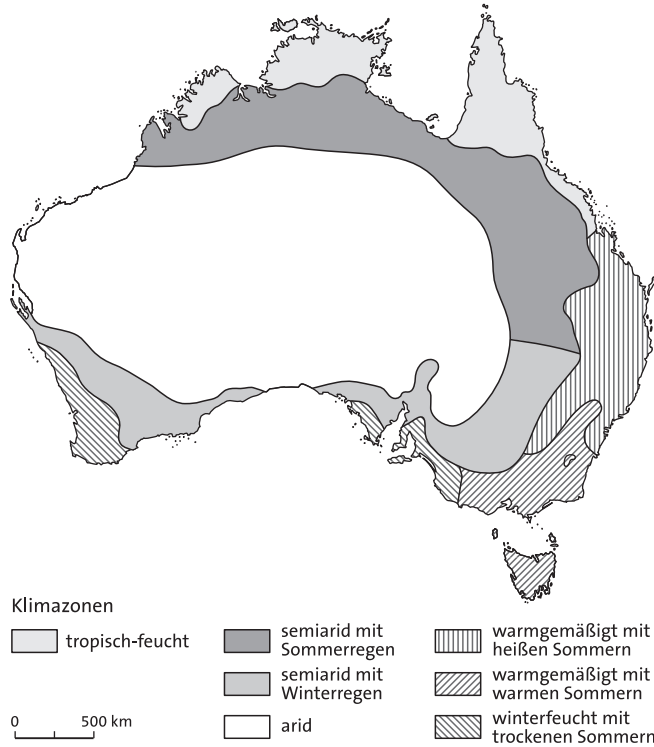 Klimazonen
tropisch-feucht
semiarid mit
Sommerregen
semiarid mit
Winterregen
arid
warmgemäßigt mit
heißen Sommern
warmgemäßigt mit
warmen Sommern
winterfeucht mit
trockenen Sommern
0 500 km